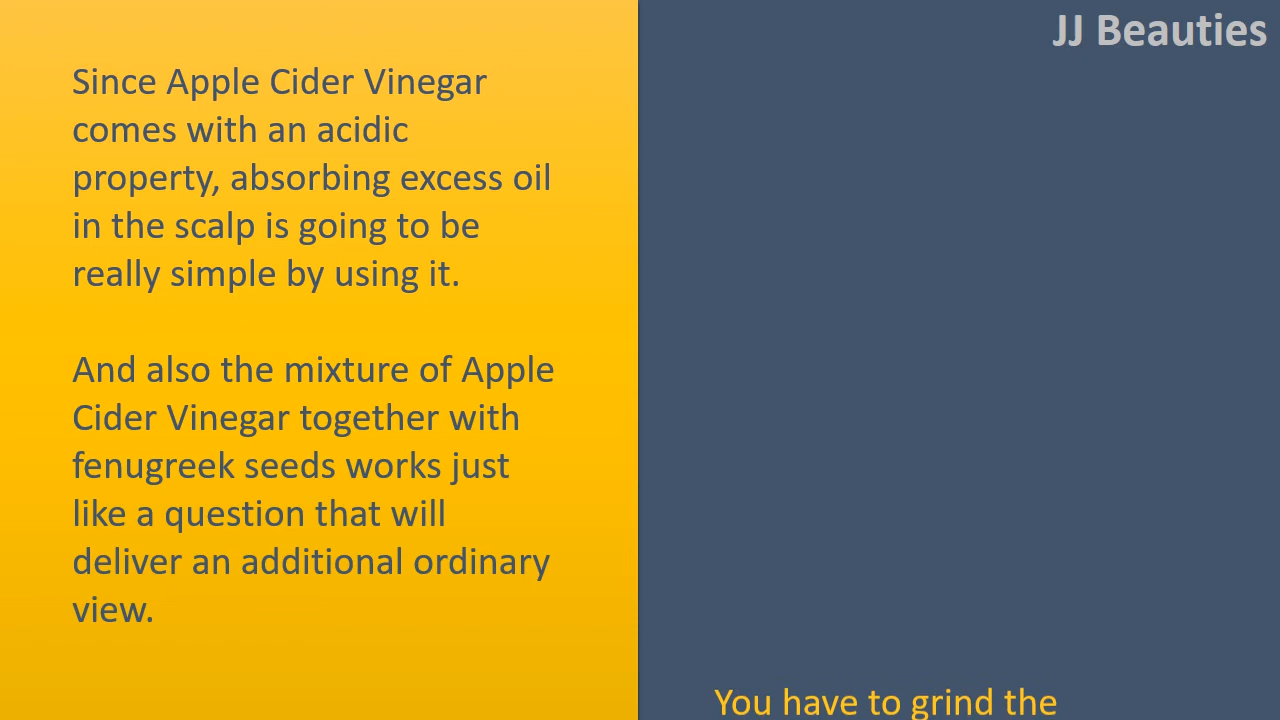 JJ Beauties
Since Apple Cider Vinegar
comes with an acidic
property, absorbing excess oil
in the scalp is going to be
really simple by using it.
And also the mixture of Apple
Cider Vinegar together with
fenugreek seeds works just
like a question that will
deliver an additional ordinary
view.
You have to grind the